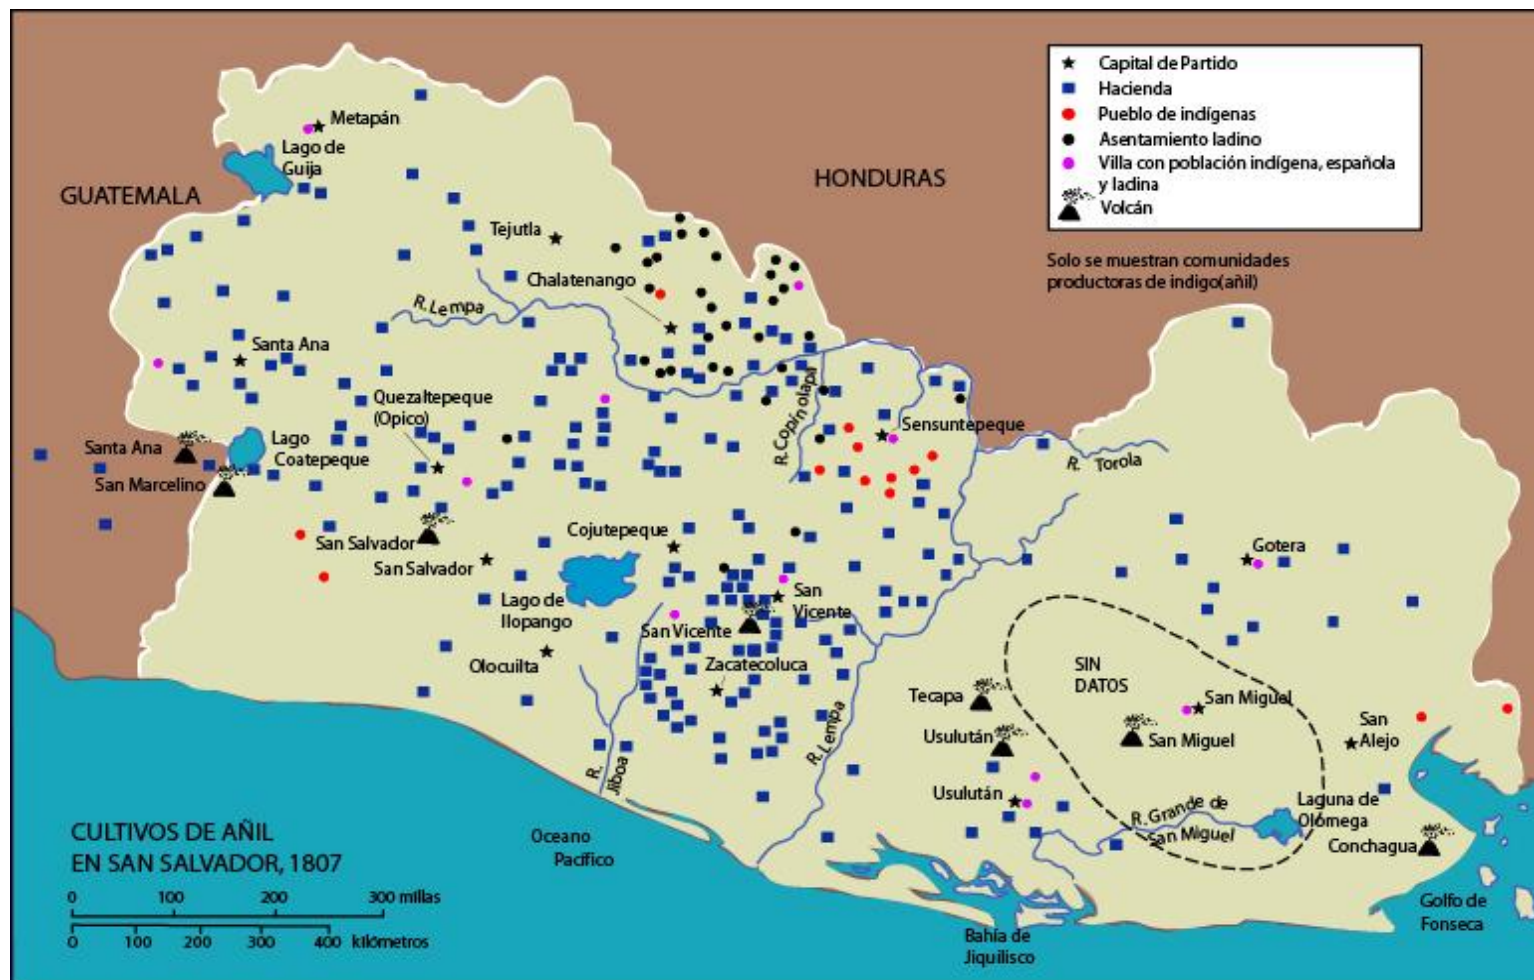 Capital de Partido
Hacienda
Pueblo de indígenas
Asentamiento ladino
Villa con población indígena, española
y ladina
Volcán
Solo se muestran comunidades
productoras de indigo(añil)
GUATEMALA
HONDURAS
Metapán
Lago de
Guija
Tejutla
Chalatenango
R. Lempa
Santa Ana
Quezaltepeque
(Opico)
Santa Ana
Lago
Coatepeque
San Marcelino
R. Copinolapa
Sensuntepeque
R. Torola
San Salvador
San Salvador
Cojutepeque
Lago de
Ilopango
San
Vicente
San Vicente
Gotera
Olocuilta
Zacatecoluca
SIN
DATOS
Tecapa
San Miguel
San Miguel
Usulután
San
Alejo
R. Lempa
R.
Jiboa
Usulután
R. Grande de
San Miguel
Laguna de
Olómega
Conchagua
Oceano
Pacífico
Bahía de
Jiquilisco
Golfo de
Fonseca
CULTIVOS DE AÑIL
EN SAN SALVADOR, 1807
0 100 200 300 millas
0 100 200 300 400 kilómetros